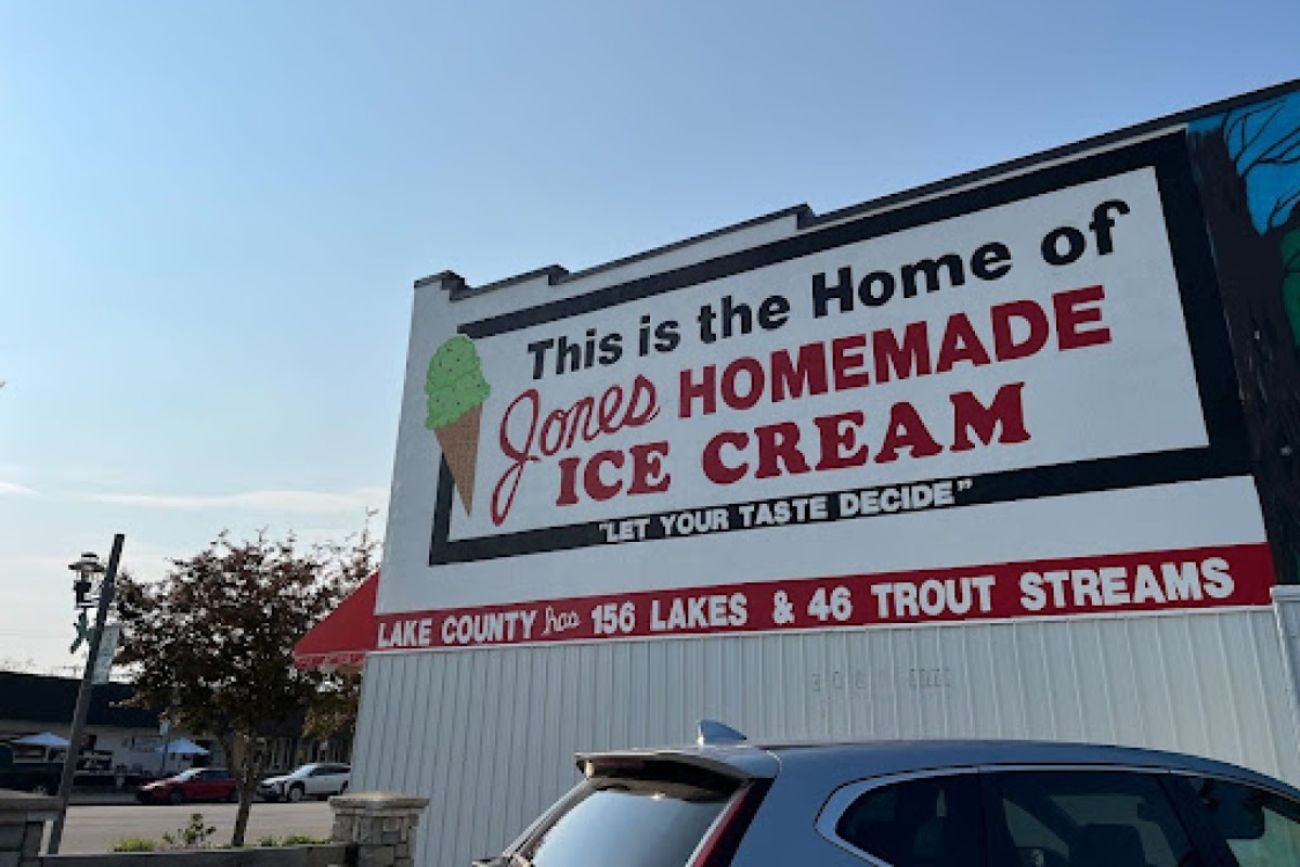 This is the Home of
Jones HOMEMADE
ICE CREAM
"LET YOUR TASTE DECIDE"
LAKE COUNTY has 156 LAKES & 46 TROUT STREAMS